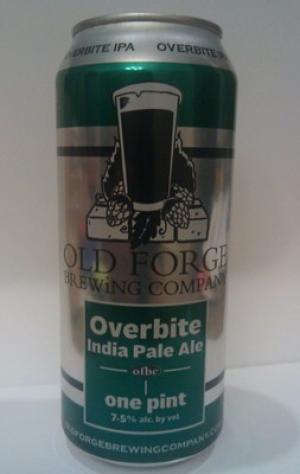 OVERBITE IPA OVERBITE IPA
OLD FORGE
BREWiNG COMPANY
Overbite
India Pale Ale
ofbc
one pint
7.5% alc. by vol.
OLDFORGEBREWINGCOMPANY.COM